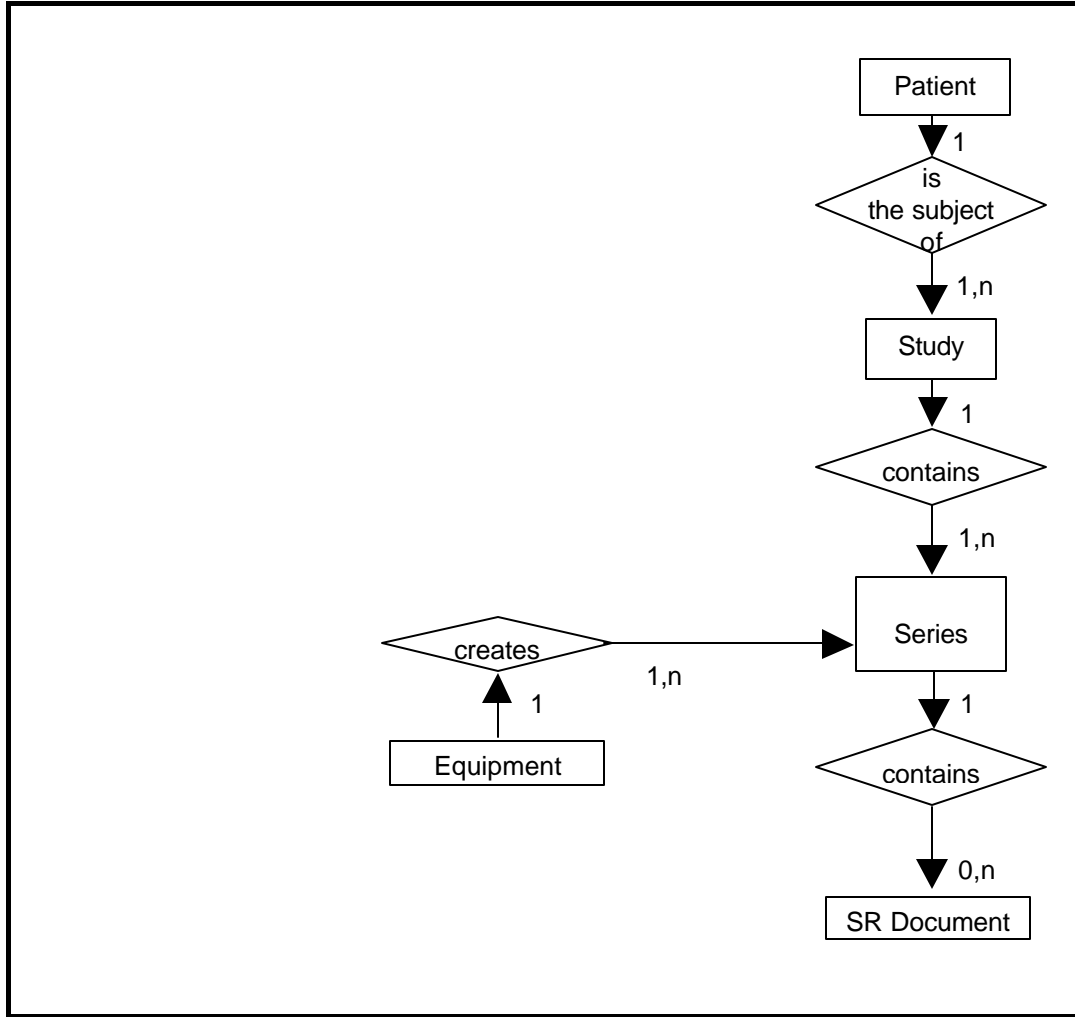 Patient
1
is
the subject
of
1,n
Study
1
contains
1,n
Series
creates
1,n
1
Equipment
1
contains
0,n
SR Document